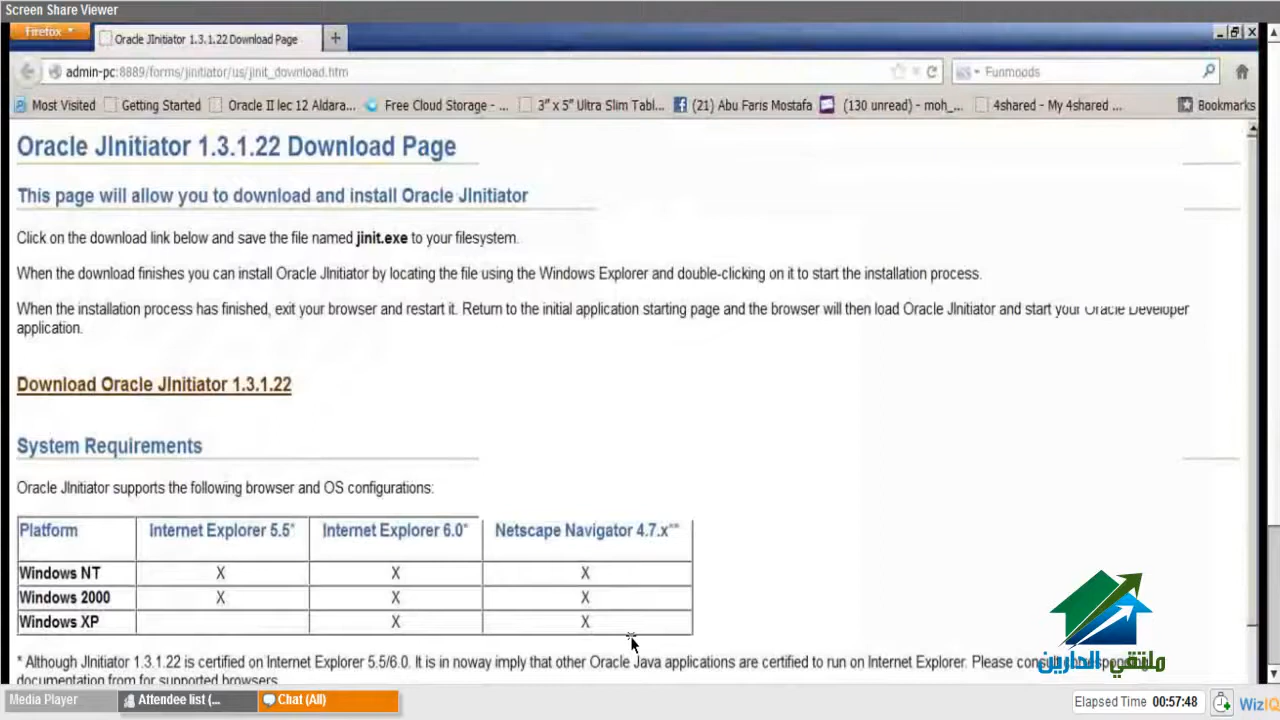 Screen Share Viewer
Firefox
Oracle JInitiator 1.3.1.22 Download Page
admin-pc:8889/forms/jinitiator/us/jinit_download.htm
Funmoods
Most Visited
Getting Started
Oracle II lec 12 Aldara...
Free Cloud Storage - ...
3" x 5" Ultra Slim Tabl...
(21) Abu Faris Mostafa
(130 unread) - moh_...
4shared - My 4shared ...
Bookmarks
Oracle JInitiator 1.3.1.22 Download Page
This page will allow you to download and install Oracle JInitiator
Click on the download link below and save the file named jinit.exe to your filesystem.
When the download finishes you can install Oracle JInitiator by locating the file using the Windows Explorer and double-clicking on it to start the installation process.
When the installation process has finished, exit your browser and restart it. Return to the initial application starting page and the browser will then load Oracle JInitiator and start your Oracle Developer
application.
Download Oracle JInitiator 1.3.1.22
System Requirements
Oracle JInitiator supports the following browser and OS configurations:
Platform Internet Explorer 5.5* Internet Explorer 6.0* Netscape Navigator 4.7.x**
Windows NT X X X
Windows 2000 X X X
Windows XP X X
* Although JInitiator 1.3.1.22 is certified on Internet Explorer 5.5/6.0. It is in noway imply that other Oracle Java applications are certified to run on Internet Explorer. Please
documentation from for supported browsers.
ملتقي الدارين
Media Player
Attendee list (...
Chat (All)
Elapsed Time 00:57:48
WizIQ